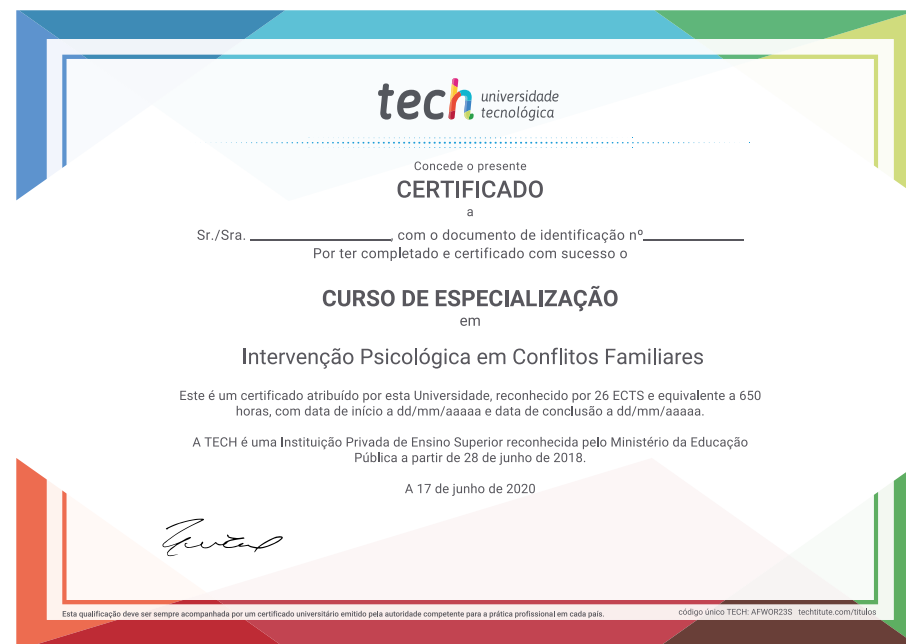 tech universidade
tecnológica
Concede o presente
CERTIFICADO
a
Sr./Sra. ________________, com o documento de identificação nº____________
Por ter completado e certificado com sucesso o
CURSO DE ESPECIALIZAÇÃO
em
Intervenção Psicológica em Conflitos Familiares
Este é um certificado atribuído por esta Universidade, reconhecido por 26 ECTS e equivalente a 650
horas, com data de início a dd/mm/aaaaa e data de conclusão a dd/mm/aaaaa.
A TECH é uma Instituição Privada de Ensino Superior reconhecida pelo Ministério da Educação
Pública a partir de 28 de junho de 2018.
A 17 de junho de 2020
Esta qualificação deve ser sempre acompanhada por um certificado universitário emitido pela autoridade competente para a prática profissional em cada país.
código único TECH: AFWOR23S techtitute.com/titulos